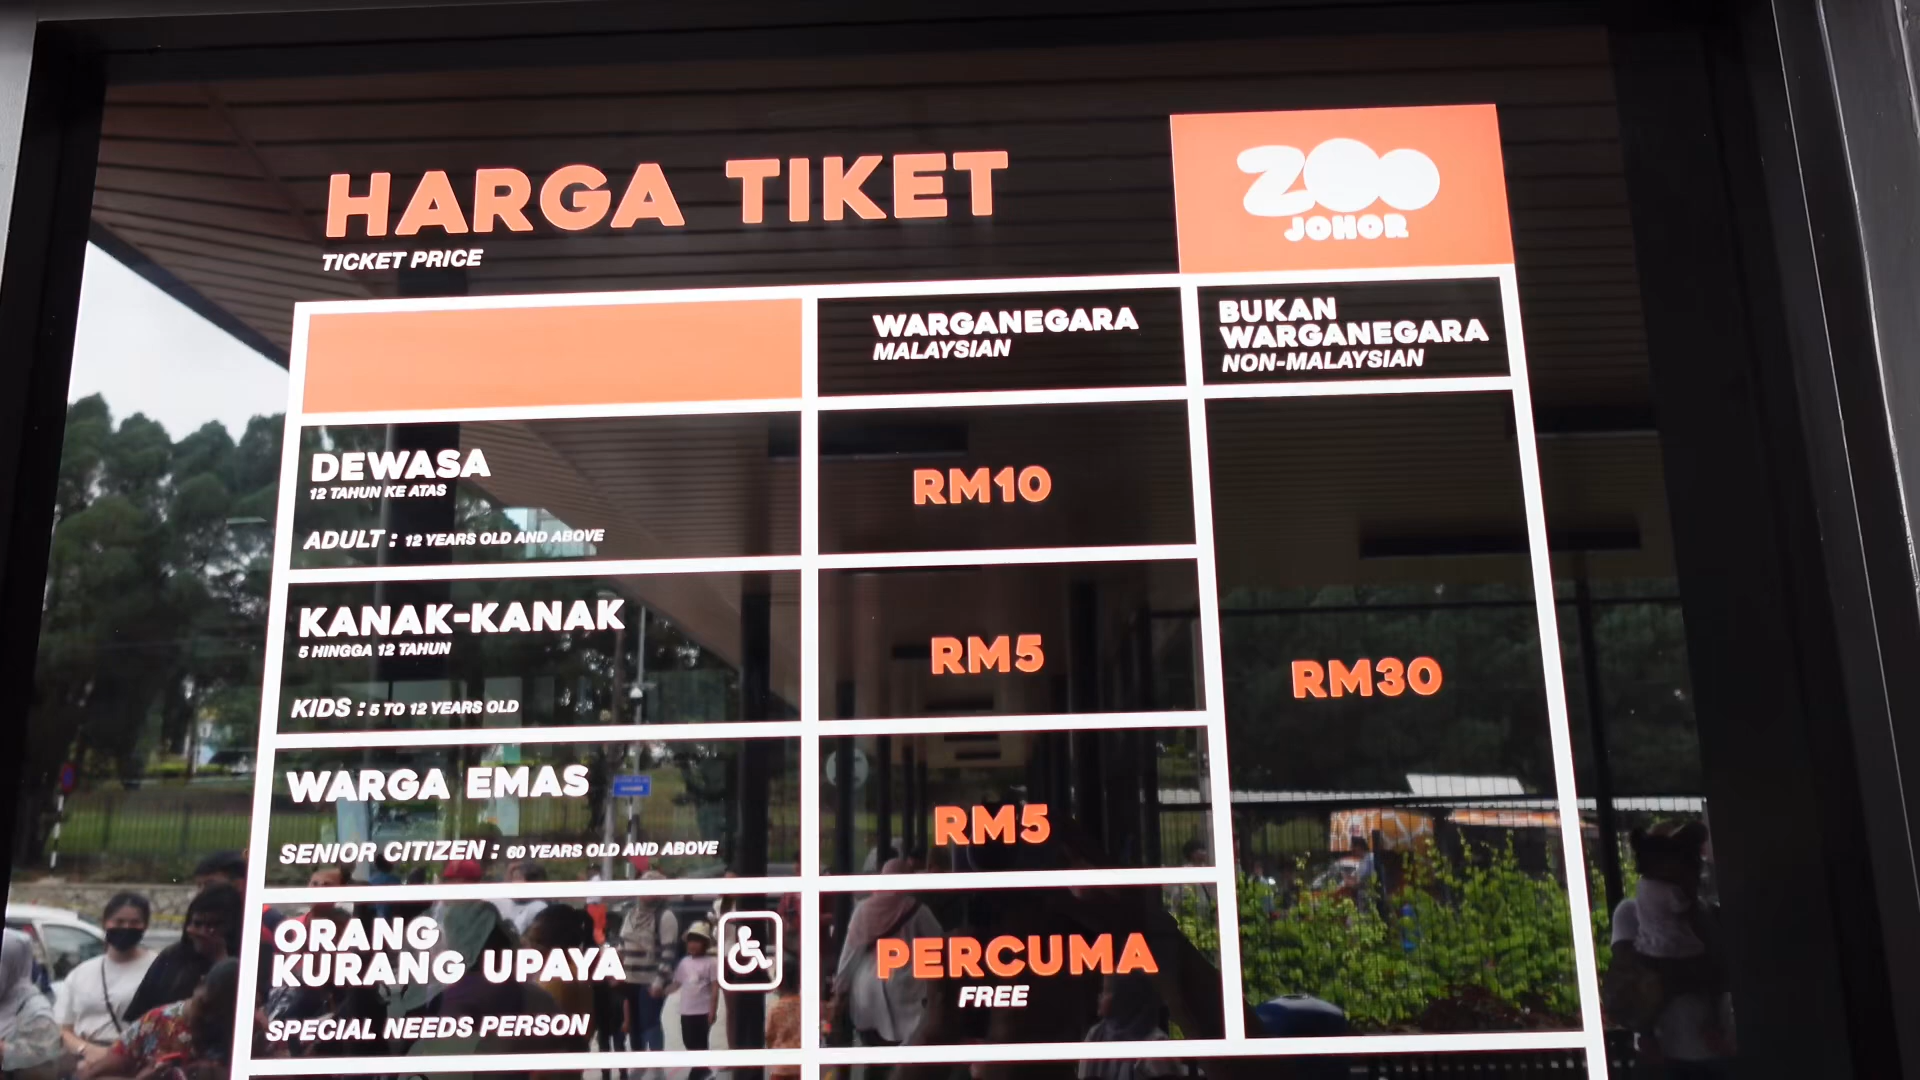 HARGA TIKET
TICKET PRICE
ZOO
JOHOR
WARGANEGARA
MALAYSIAN
BUKAN
WARGANEGARA
NON-MALAYSIAN
DEWASA
12 TAHUN KE ATAS
ADULT : 12 YEARS OLD AND ABOVE
RM10
KANAK-KANAK
5 HINGGA 12 TAHUN
KIDS : 5 TO 12 YEARS OLD
RM5
RM30
WARGA EMAS
SENIOR CITIZEN : 60 YEARS OLD AND ABOVE
RM5
ORANG
KURANG UPAYA
SPECIAL NEEDS PERSON
PERCUMA
FREE